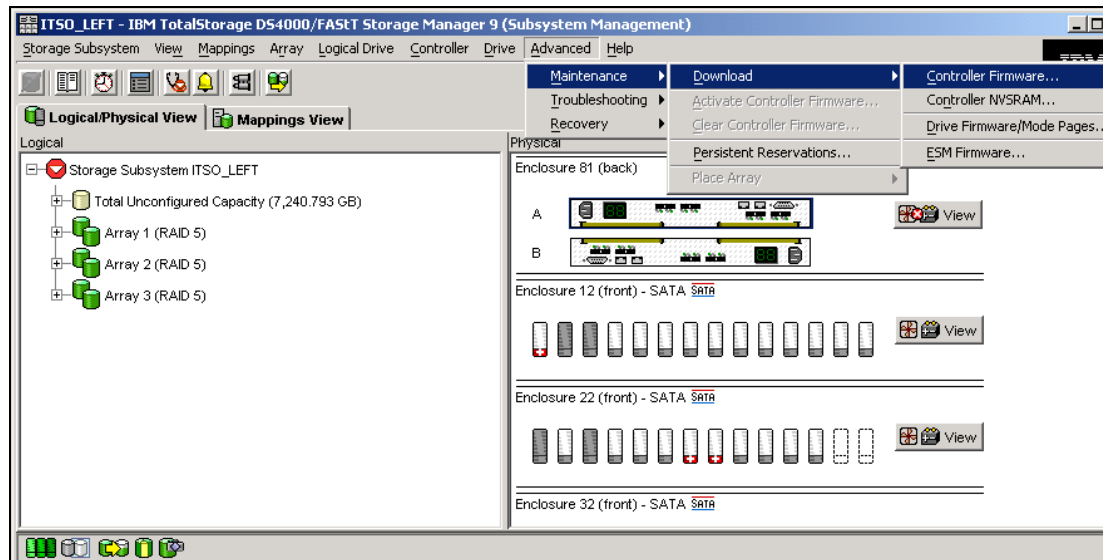 ITSO_LEFT - IBM TotalStorage DS4000/FAStT Storage Manager 9 (Subsystem Management)
Storage Subsystem View Mappings Array Logical Drive Controller Drive Advanced Help
Maintenance Download Controller Firmware...
Troubleshooting Activate Controller Firmware... Controller NVSRAM...
Recovery Clear Controller Firmware... Drive Firmware/Mode Pages...
Persistent Reservations... ESM Firmware...
Place Array
Logical/Physical View Mappings View
Logical Physical
Storage Subsystem ITSO_LEFT
Total Unconfigured Capacity (7,240.793 GB)
Array 1 (RAID 5)
Array 2 (RAID 5)
Array 3 (RAID 5)
Enclosure 81 (back)
A View
B
Enclosure 12 (front) - SATA SATA
View
Enclosure 22 (front) - SATA SATA
View
Enclosure 32 (front) - SATA SATA